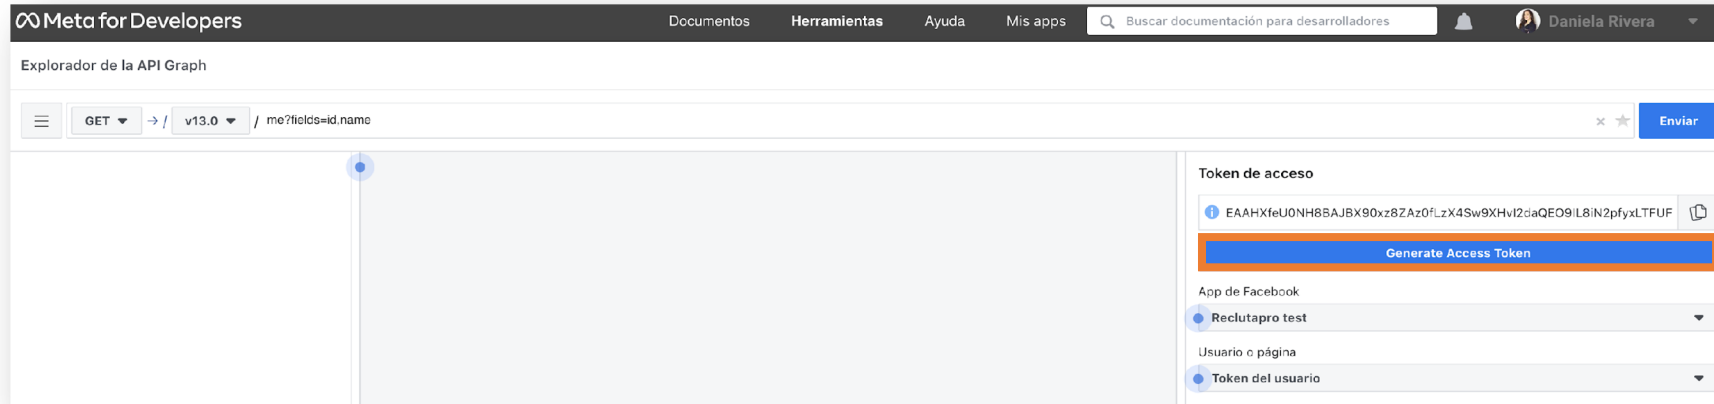 Meta for Developers
Documentos Herramientas Ayuda Mis apps Buscar documentación para desarrolladores Daniela Rivera
Explorador de la API Graph
GET → / v13.0 / me?fields=id,name × Enviar
Token de acceso
EAAHXfeU0NH8BAJBX90xz8ZAz0fLzX4Sw9XHvI2daQEO9IL8iN2pfyxLTFUF
Generate Access Token
App de Facebook
Reclutapro test
Usuario o página
Token del usuario